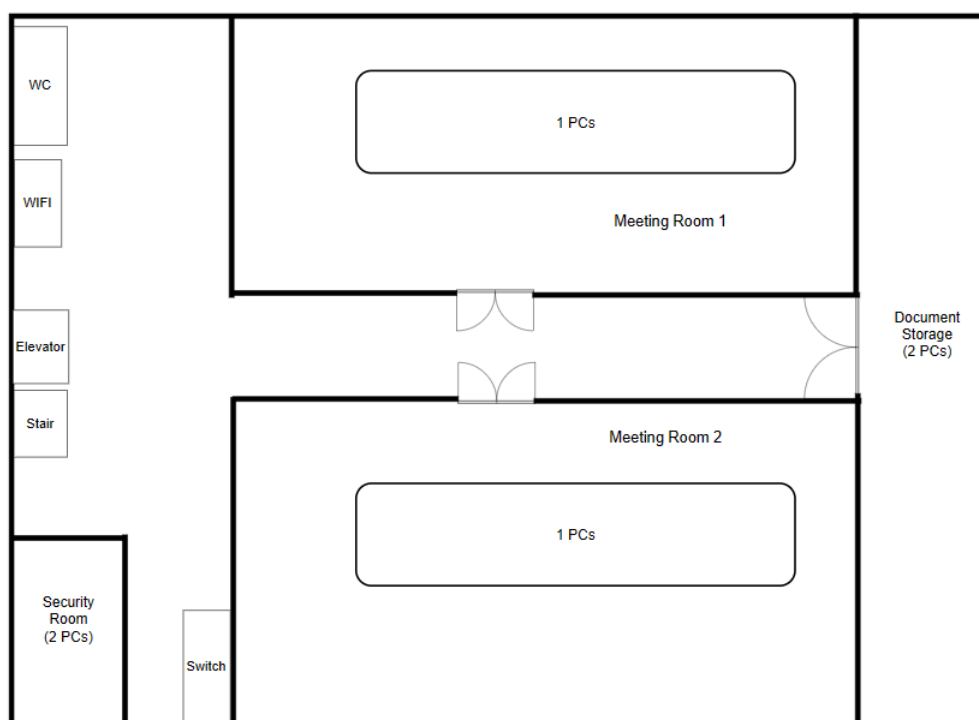 WC
1 PCs
WIFI
Meeting Room 1
Document
Storage
(2 PCs)
Elevator
Stair
Meeting Room 2
1 PCs
Security
Room
(2 PCs)
Switch